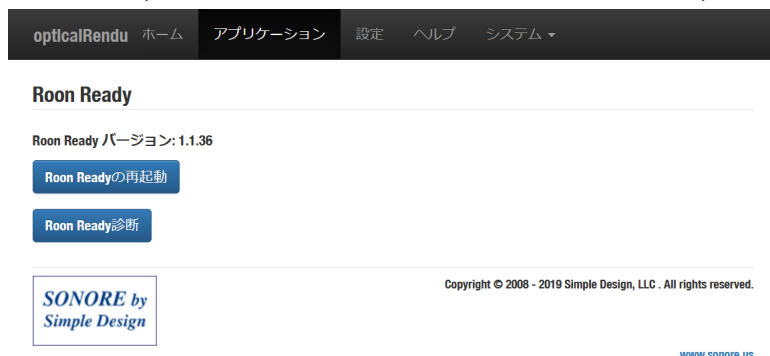 opticalRendu ホーム アプリケーション 設定 ヘルプ システム
Roon Ready
Roon Ready バージョン: 1.1.36
Roon Readyの再起動
Roon Ready診断
SONORE by
Simple Design
Copyright © 2008 - 2019 Simple Design, LLC . All rights reserved.
www.sonore.us